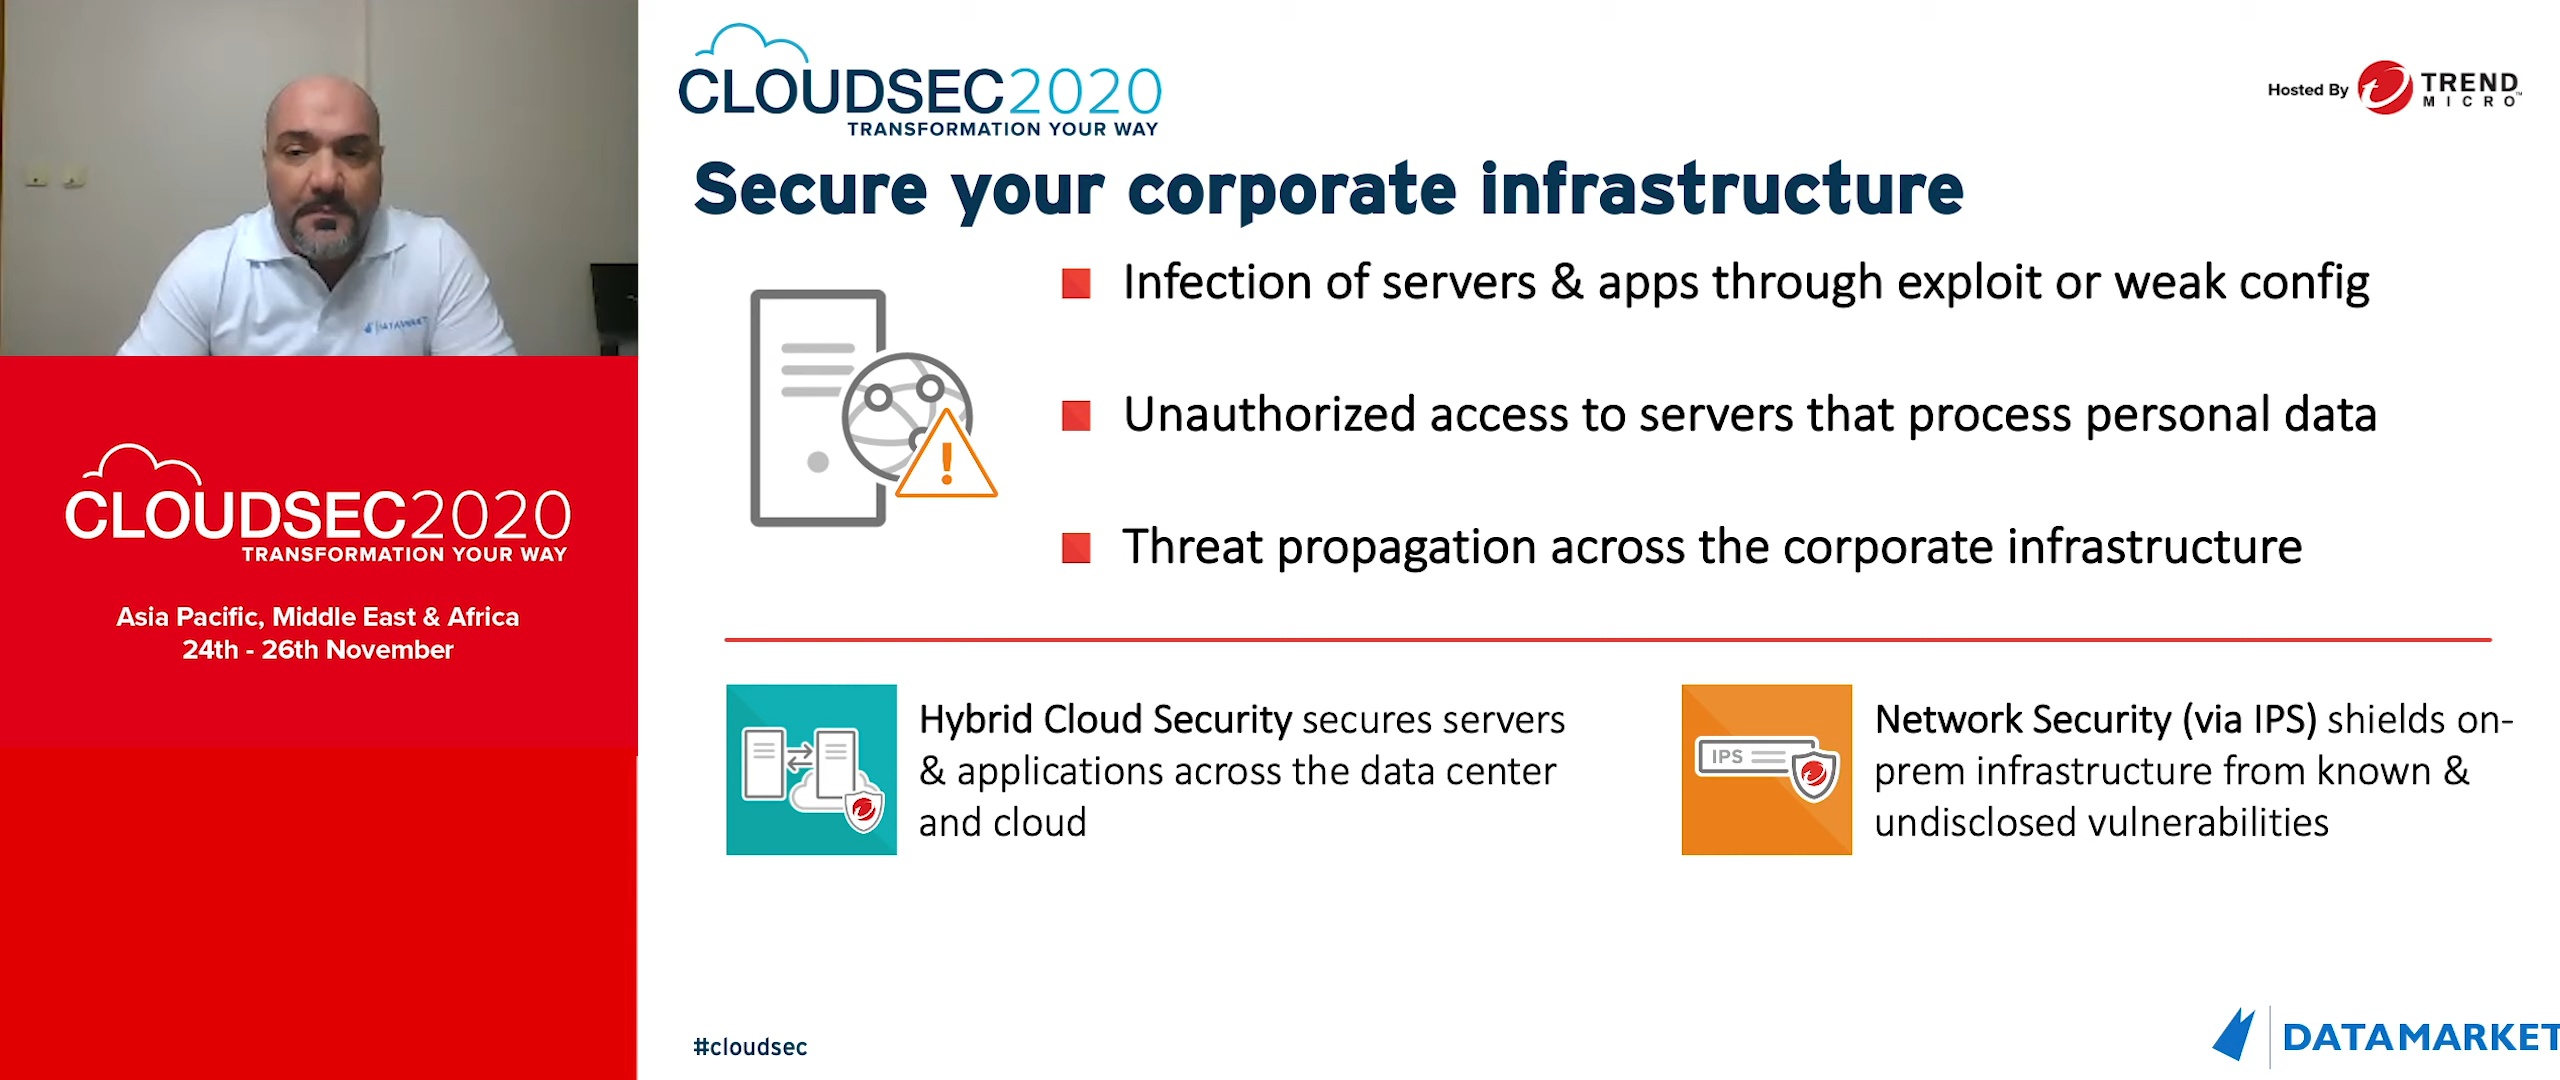 DATAMARKET
CLOUDSEC2020
TRANSFORMATION YOUR WAY
Asia Pacific, Middle East & Africa
24th - 26th November
CLOUDSEC2020
TRANSFORMATION YOUR WAY
Hosted By
TREND
MICRO™
Secure your corporate infrastructure
Infection of servers & apps through exploit or weak config
Unauthorized access to servers that process personal data
Threat propagation across the corporate infrastructure
Hybrid Cloud Security secures servers
& applications across the data center
and cloud
IPS
Network Security (via IPS) shields on-
prem infrastructure from known &
undisclosed vulnerabilities
#cloudsec
DATAMARKET